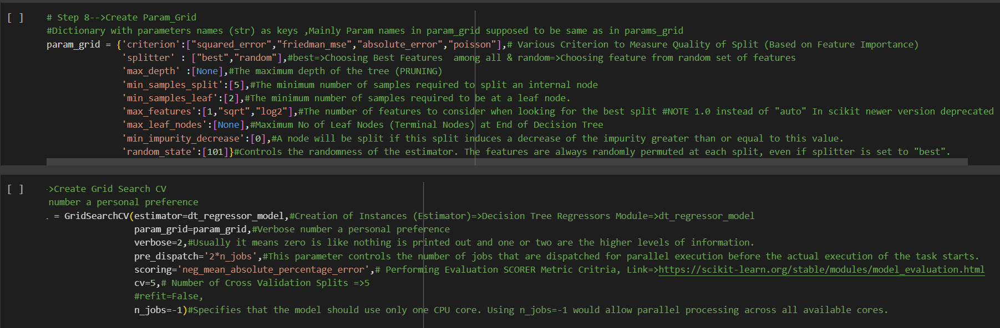 [ ] # Step 8-->Create Param_Grid
#Dictionary with parameters names (str) as keys ,Mainly Param names in param_grid supposed to be same as in params_grid
param_grid = {'criterion':["squared_error","friedman_mse","absolute_error","poisson"],# Various Criterion to Measure Quality of Split (Based on Feature Importance)
'splitter' : ["best","random"],#best=>Choosing Best Features  among all & random=>Choosing feature from random set of features
'max_depth' :[None],#The maximum depth of the tree (PRUNING)
'min_samples_split':[5],#The minimum number of samples required to split an internal node
'min_samples_leaf':[2],#The minimum number of samples required to be at a leaf node.
'max_features':[1,"sqrt","log2"],#The number of features to consider when looking for the best split #NOTE 1.0 instead of "auto" In scikit newer version deprecated
'max_leaf_nodes':[None],#Maximum No of Leaf Nodes (Terminal Nodes) at End of Decision Tree
'min_impurity_decrease':[0],#A node will be split if this split induces a decrease of the impurity greater than or equal to this value.
'random_state':[101]}#Controls the randomness of the estimator. The features are always randomly permuted at each split, even if splitter is set to "best".
[ ] ->Create Grid Search CV
number a personal preference
= GridSearchCV(estimator=dt_regressor_model,#Creation of Instances (Estimator)=>Decision Tree Regressors Module=>dt_regressor_model
param_grid=param_grid,#Verbose number a personal preference
verbose=2,#Usually it means zero is like nothing is printed out and one or two are the higher levels of information.
pre_dispatch='2*n_jobs',#This parameter controls the number of jobs that are dispatched for parallel execution before the actual execution of the task starts.
scoring='neg_mean_absolute_percentage_error',# Performing Evaluation SCORER Metric Critria, Link=>https://scikit-learn.org/stable/modules/model_evaluation.html
cv=5,# Number of Cross Validation Splits =>5
#refit=False,
n_jobs=-1)#Specifies that the model should use only one CPU core. Using n_jobs=-1 would allow parallel processing across all available cores.